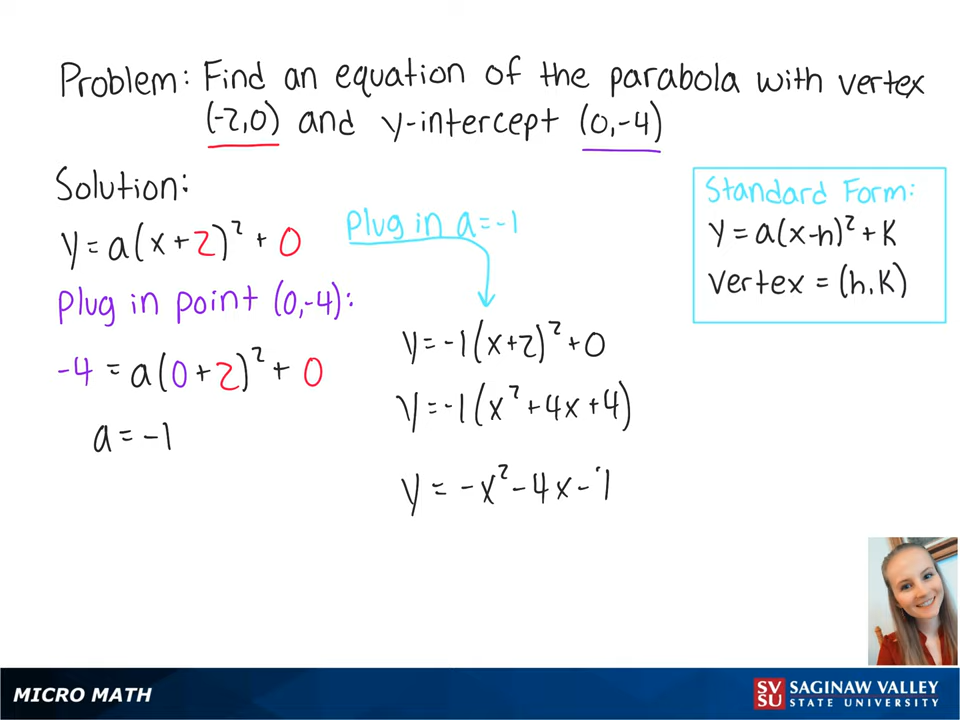 Problem: Find an equation of the parabola with vertex
(-2,0) and y-intercept (0,-4)
Solution:
y = a(x+2)² + 0
Plug in point (0,-4):
-4 = a(0+2)² + 0
a = -1
Plug in a=-1
y = -1(x+2)² + 0
y = -1(x² + 4x + 4)
y = -x² - 4x -
Standard Form:
y = a(x-h)² + K
Vertex = (h,K)
MICRO MATH
SV
SU
SAGINAW VALLEY
STATE UNIVERSITY